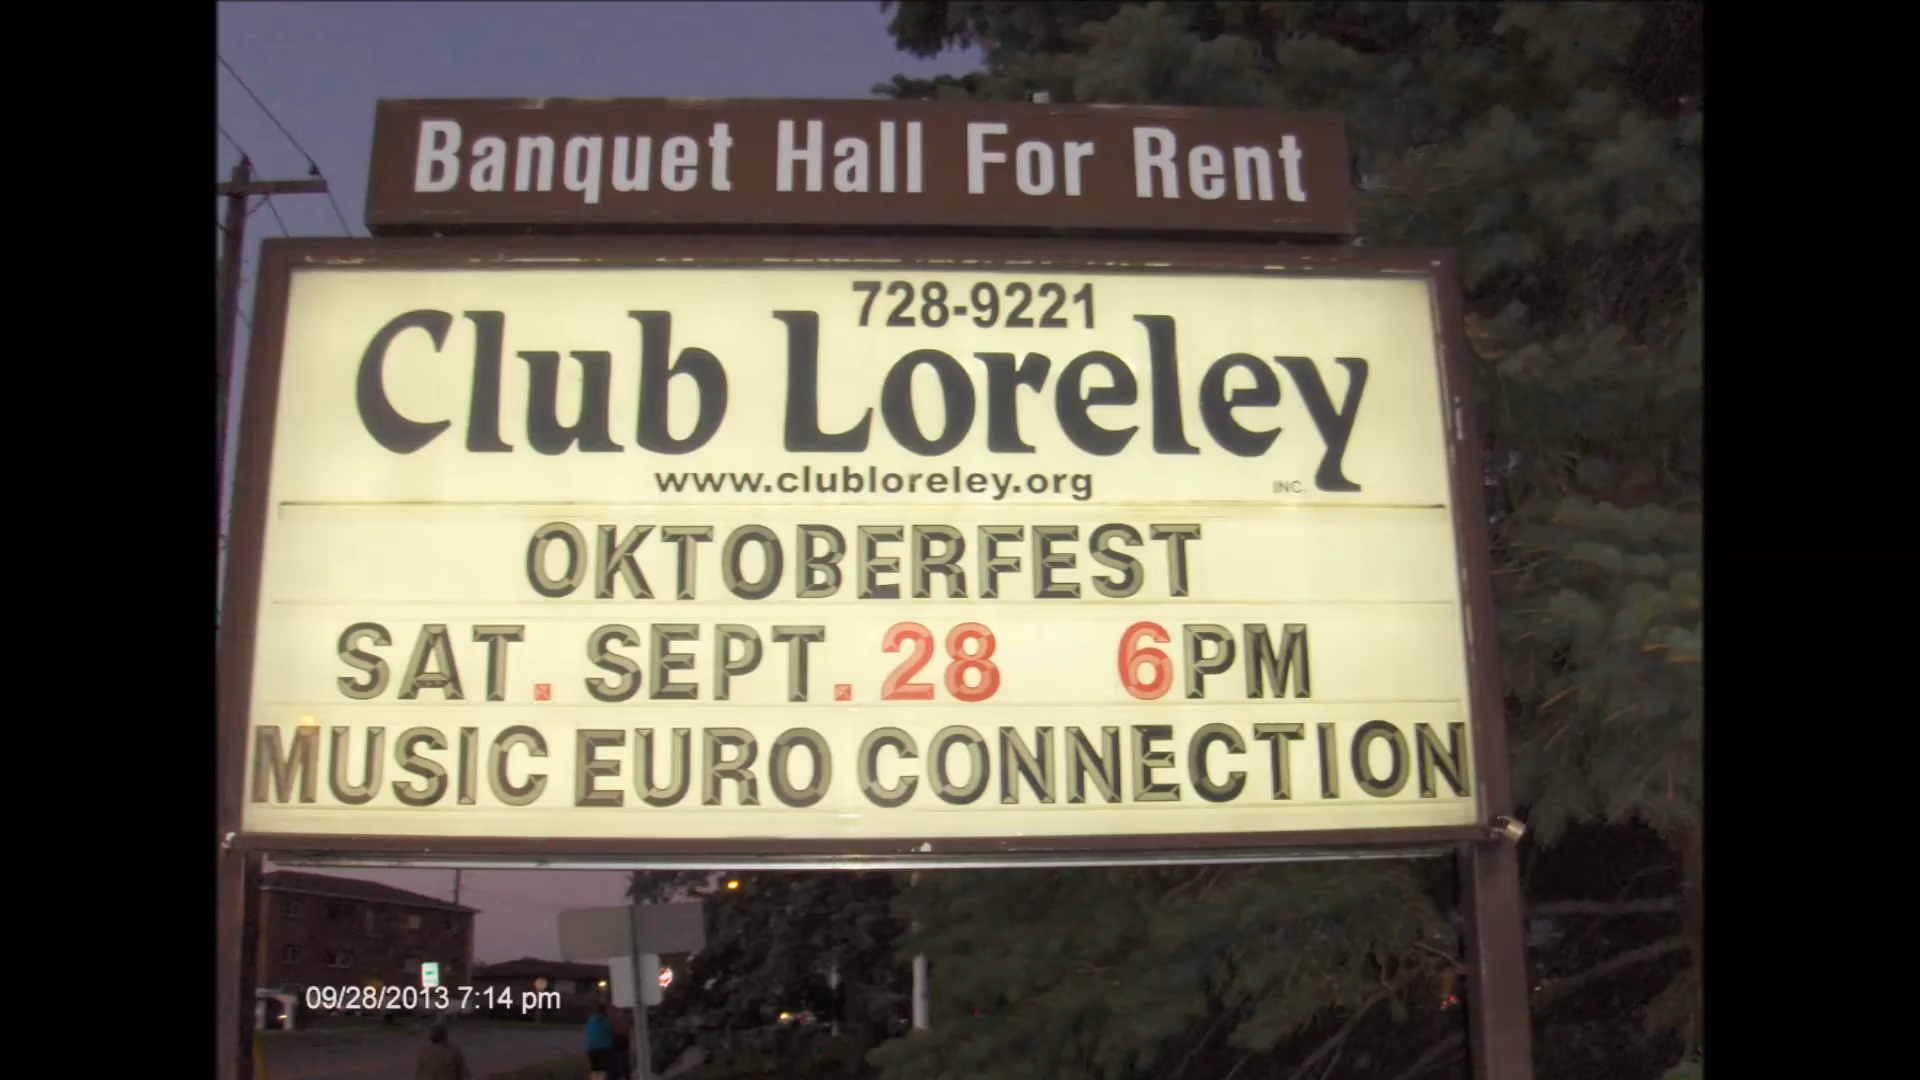 Banquet Hall For Rent
728-9221
Club Loreley
www.clubloreley.org
INC.
OKTOBERFEST
SAT. SEPT. 28 6PM
MUSIC EURO CONNECTION
09/28/2013 7:14 pm